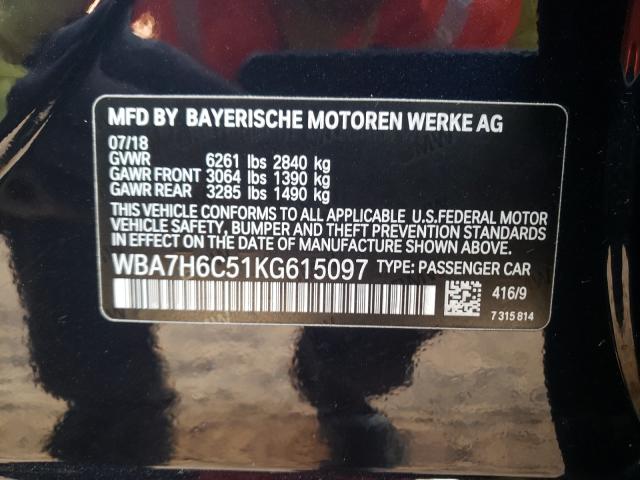 MFD BY BAYERISCHE MOTOREN WERKE AG
07/18
GVWR 6261 lbs 2840 kg
GAWR FRONT 3064 lbs 1390 kg
GAWR REAR 3285 lbs 1490 kg
THIS VEHICLE CONFORMS TO ALL APPLICABLE U.S.FEDERAL MOTOR
VEHICLE SAFETY, BUMPER, AND THEFT PREVENTION STANDARDS
IN EFFECT ON THE DATE OF MANUFACTURE SHOWN ABOVE.
WBA7H6C51KG615097 TYPE: PASSENGER CAR
416/9
7 315 814